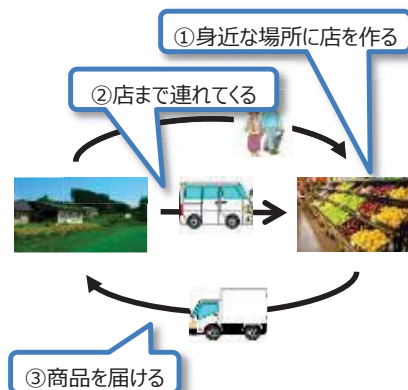 ①身近な場所に店を作る
②店まで連れてくる
③商品を届ける